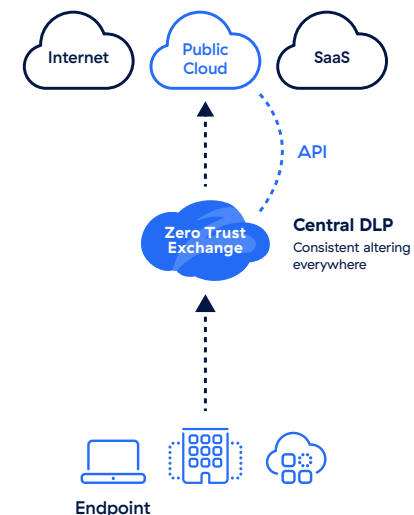 Internet
Public
Cloud
SaaS
API
Zero Trust
Exchange
Central DLP
Consistent altering
everywhere
Endpoint